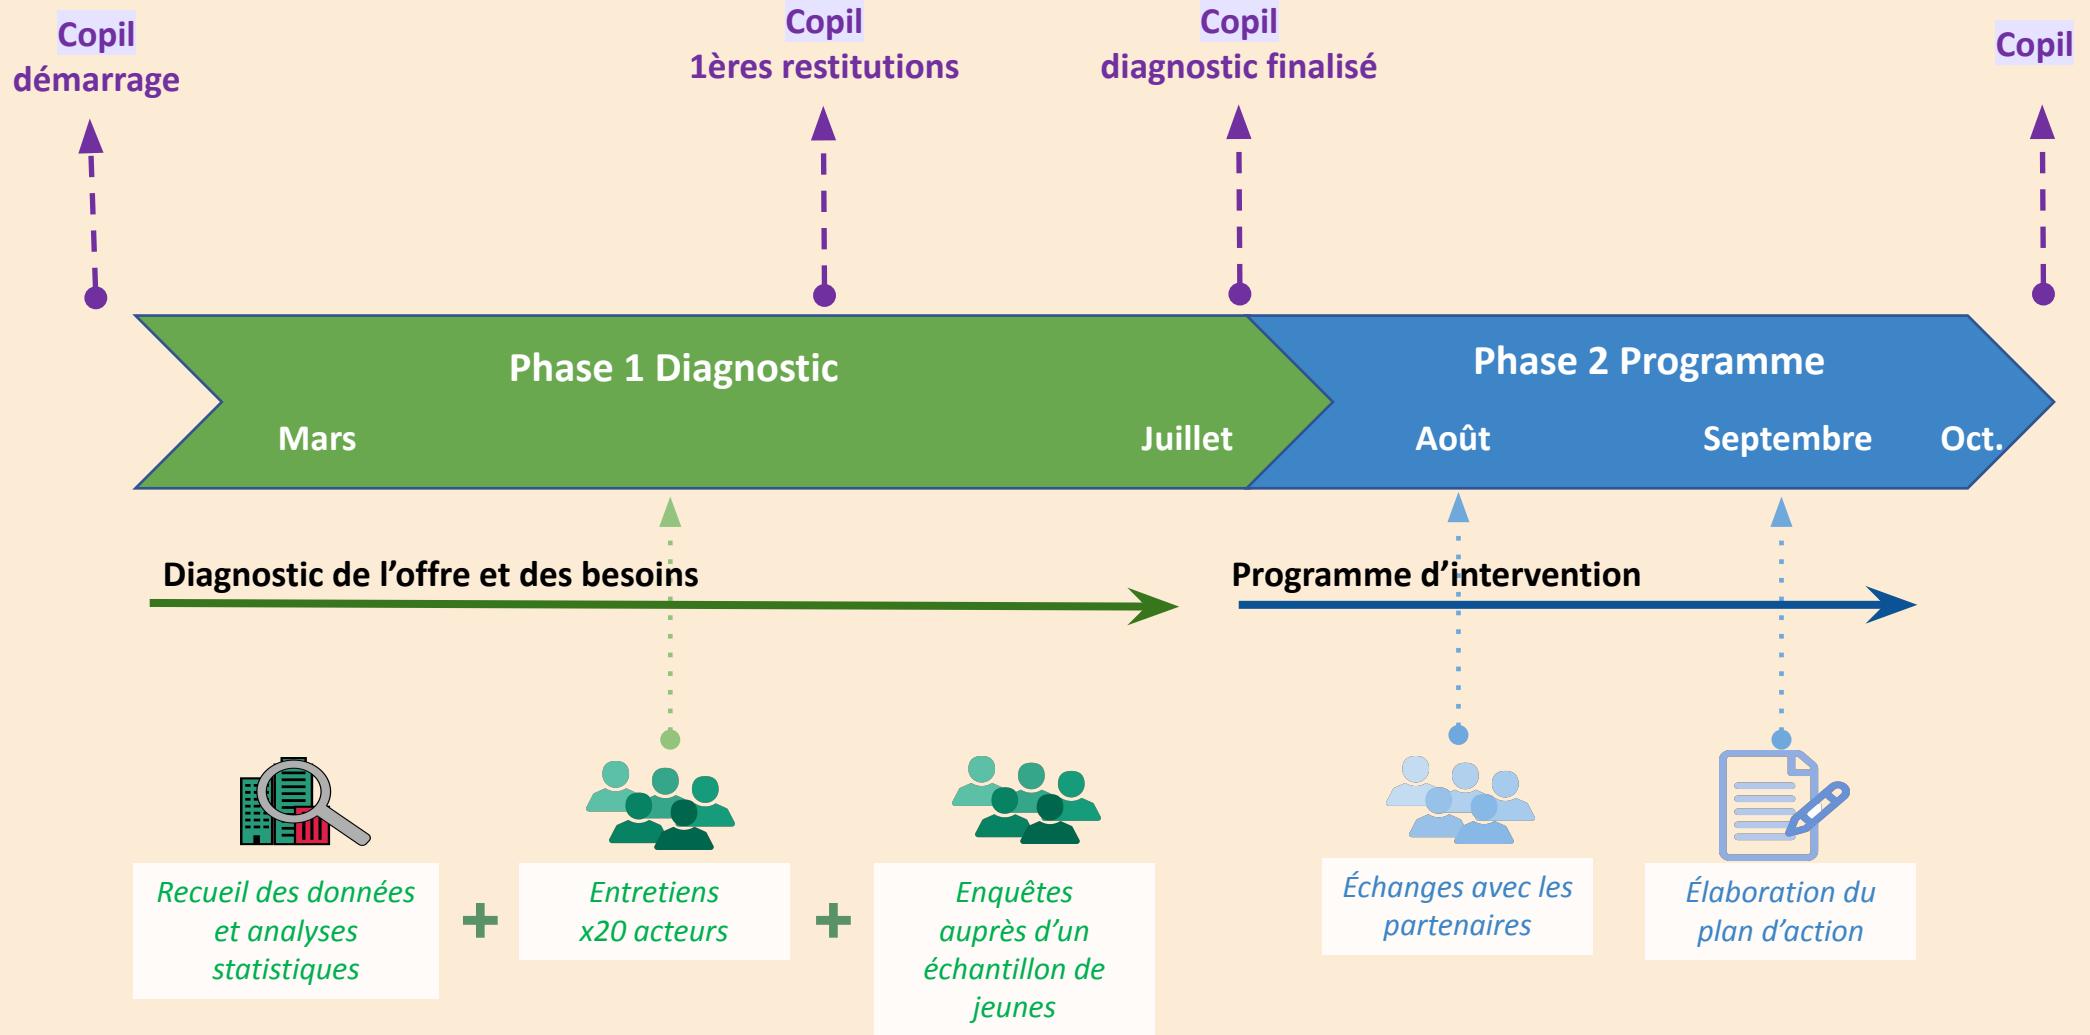 Copil
démarrage
Copil
1ères restitutions
Copil
diagnostic finalisé
Copil
Phase 1 Diagnostic
Phase 2 Programme
Mars
Juillet
Août
Septembre
Oct.
Diagnostic de l’offre et des besoins
Programme d’intervention
Recueil des données
et analyses
statistiques
+
Entretiens
x20 acteurs
+
Enquêtes
auprès d’un
échantillon de
jeunes
Échanges avec les
partenaires
Élaboration du
plan d’action